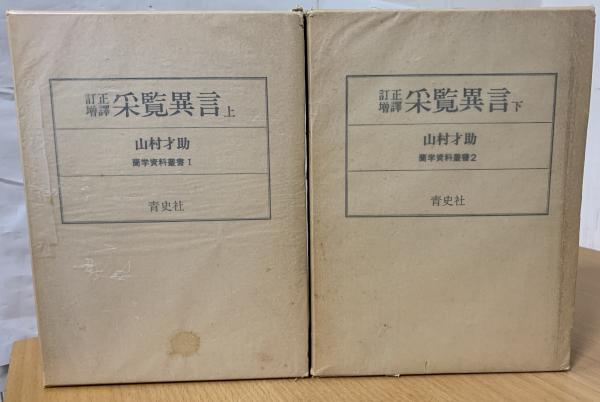 訂正増譯 采覧異言 上
山村才助
蘭学資料叢書1
青史社
訂正増譯 采覧異言 下
山村才助
蘭学資料叢書2
青史社